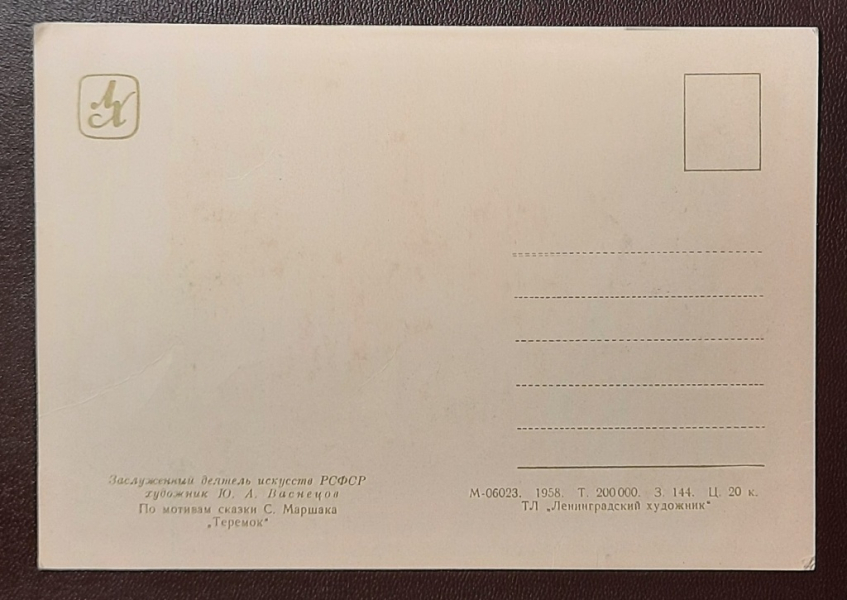 ЛХ
Заслуженный деятель искусств РСФСР
художник Ю. А. Васнецов
По мотивам сказки С. Маршака
„Теремок“
М-06023. 1958. Т. 200 000. З. 144. Ц. 20 к.
ТЛ „Ленинградский художник“